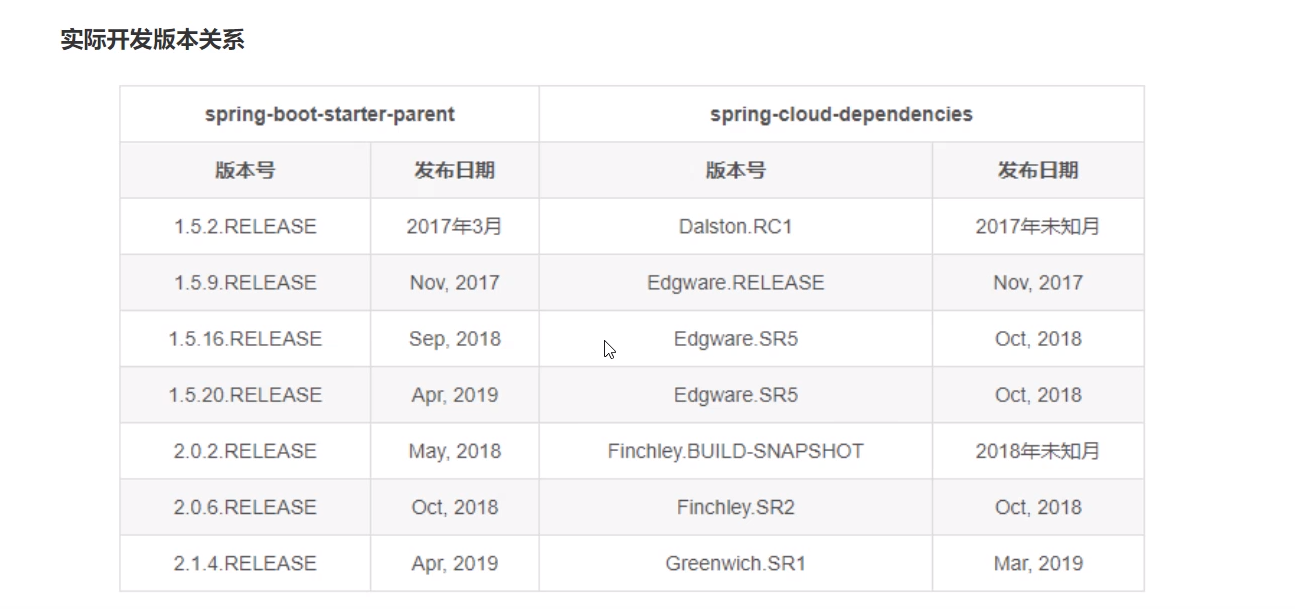 实际开发版本关系
spring-boot-starter-parent spring-cloud-dependencies
版本号 发布日期 版本号 发布日期
1.5.2.RELEASE 2017年3月 Dalston.RC1 2017年未知月
1.5.9.RELEASE Nov, 2017 Edgware.RELEASE Nov, 2017
1.5.16.RELEASE Sep, 2018 Edgware.SR5 Oct, 2018
1.5.20.RELEASE Apr, 2019 Edgware.SR5 Oct, 2018
2.0.2.RELEASE May, 2018 Finchley.BUILD-SNAPSHOT 2018年未知月
2.0.6.RELEASE Oct, 2018 Finchley.SR2 Oct, 2018
2.1.4.RELEASE Apr, 2019 Greenwich.SR1 Mar, 2019